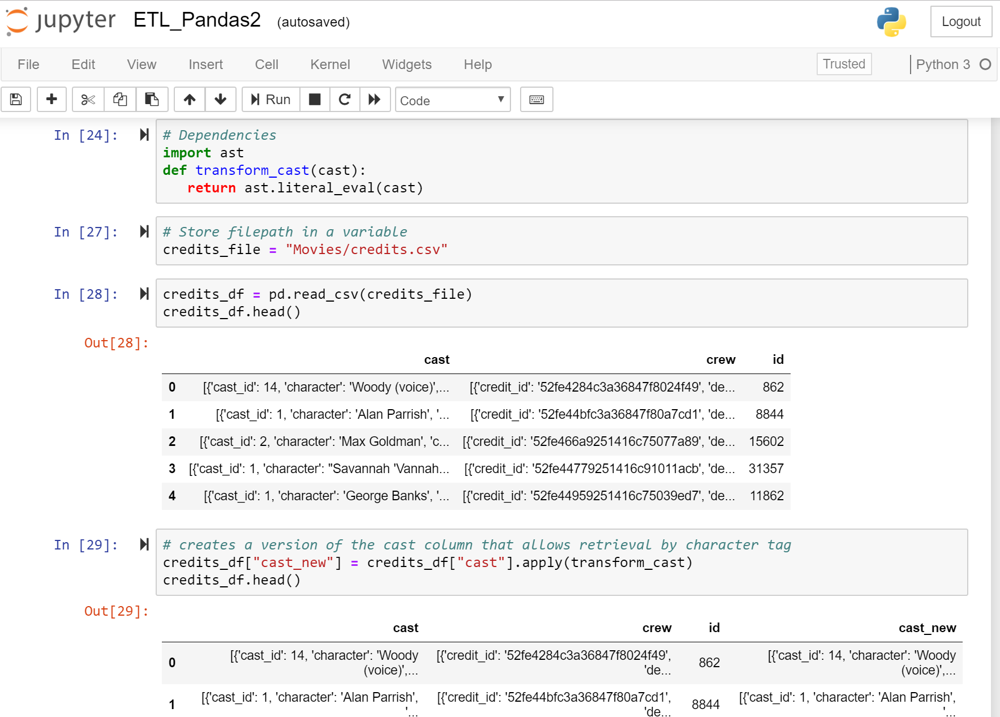 jupyter ETL_Pandas2 (autosaved) Logout
File Edit View Insert Cell Kernel Widgets Help Trusted Python 3
Run Code
In [24]: # Dependencies
import ast
def transform_cast(cast):
return ast.literal_eval(cast)
In [27]: # Store filepath in a variable
credits_file = "Movies/credits.csv"
In [28]: credits_df = pd.read_csv(credits_file)
credits_df.head()
Out[28]:
cast crew id
0 [{'cast_id': 14, 'character': 'Woody (voice)',... [{'credit_id': '52fe4284c3a36847f8024f49', 'de... 862
1 [{'cast_id': 1, 'character': 'Alan Parrish', '... [{'credit_id': '52fe44bfc3a36847f80a7cd1', 'de... 8844
2 [{'cast_id': 2, 'character': 'Max Goldman', 'c... [{'credit_id': '52fe466a9251416c75077a89', 'de... 15602
3 [{'cast_id': 1, 'character': "Savannah 'Vannah... [{'credit_id': '52fe44779251416c91011acb', 'de... 31357
4 [{'cast_id': 1, 'character': 'George Banks', '... [{'credit_id': '52fe44959251416c75039ed7', 'de... 11862
In [29]: # creates a version of the cast column that allows retrieval by character tag
credits_df["cast_new"] = credits_df["cast"].apply(transform_cast)
credits_df.head()
Out[29]:
cast crew id cast_new
0 [{'cast_id': 14, 'character': 'Woody [{'credit_id': '52fe4284c3a36847f8024f49', 862 [{'cast_id': 14, 'character': 'Woody
(voice)',... 'de... (voice)',...
1 [{'cast_id': 1, 'character': 'Alan Parrish', [{'credit_id': '52fe44bfc3a36847f80a7cd1', 8844 [{'cast_id': 1, 'character': 'Alan Parrish',
'... 'de... '...